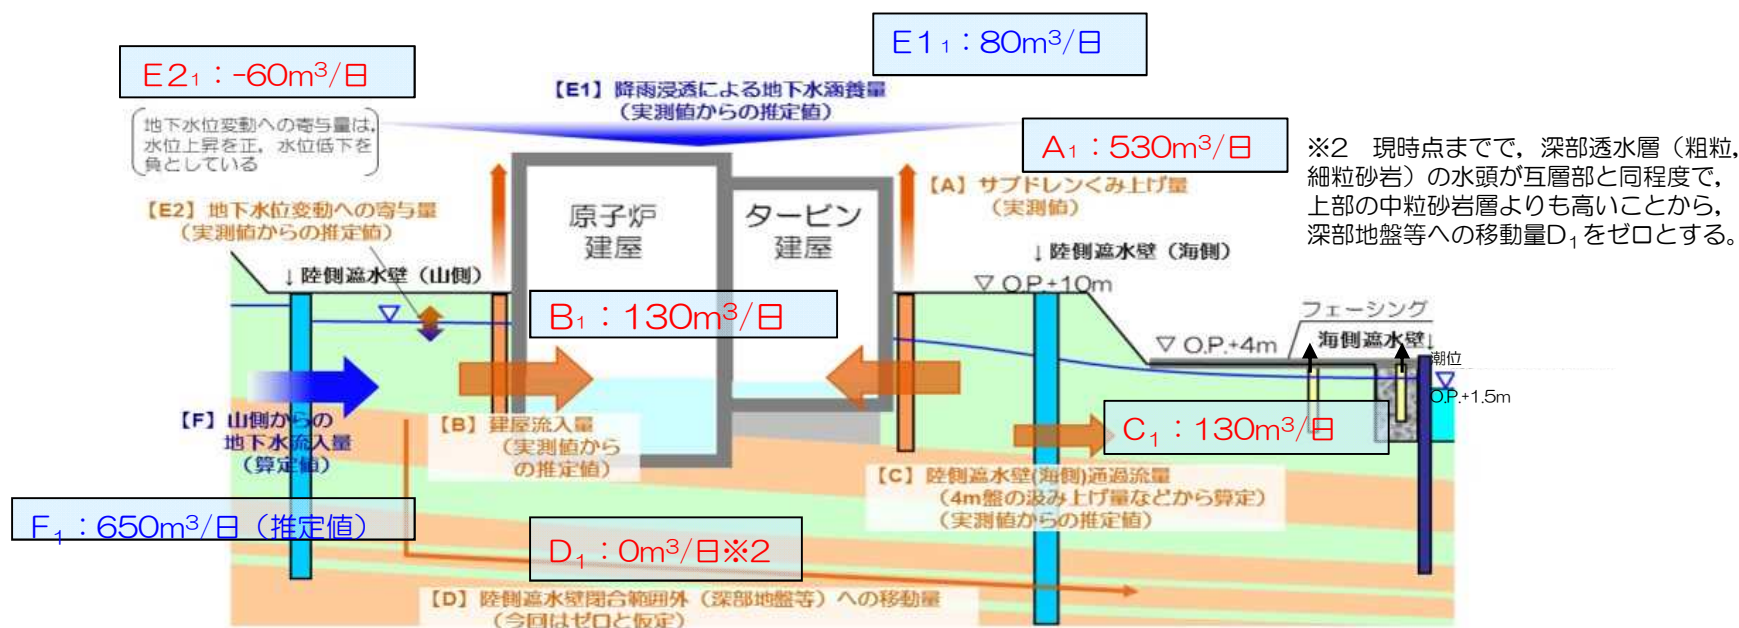 E1₁：80m³/日
E2₁：-60m³/日
【E1】降雨浸透による地下水涵養量
（実測値からの推定値）
地下水位変動への寄与量は,
水位上昇を正，水位低下を
負としている
A₁：530m³/日
※2　現時点までで，深部透水層（粗粒，
細粒砂岩）の水頭が互層部と同程度で，
上部の中粒砂岩層よりも高いことから，
深部地盤等への移動量D₁をゼロとする。
【A】サブドレンくみ上げ量
（実測値）
【E2】地下水位変動への寄与量
（実測値からの推定値）
原子炉
建屋
タービン
建屋
↓陸側遮水壁（山側）
↓陸側遮水壁（海側）
▽O.P.+10m
B₁：130m³/日
フェーシング
海側遮水壁↓
▽O.P.+4m
潮位
O.P.+1.5m
【F】山側からの
地下水流入量
（算定値）
【B】建屋流入量
（実測値から
の推定値）
C₁：130m³/日
【C】陸側遮水壁(海側)通過流量
（4m盤の汲み上げ量などから算定）
（実測値からの推定値）
F₁：650m³/日（推定値）
D₁：0m³/日※2
【D】陸側遮水壁閉合範囲外（深部地盤等）への移動量
（今回はゼロと仮定）